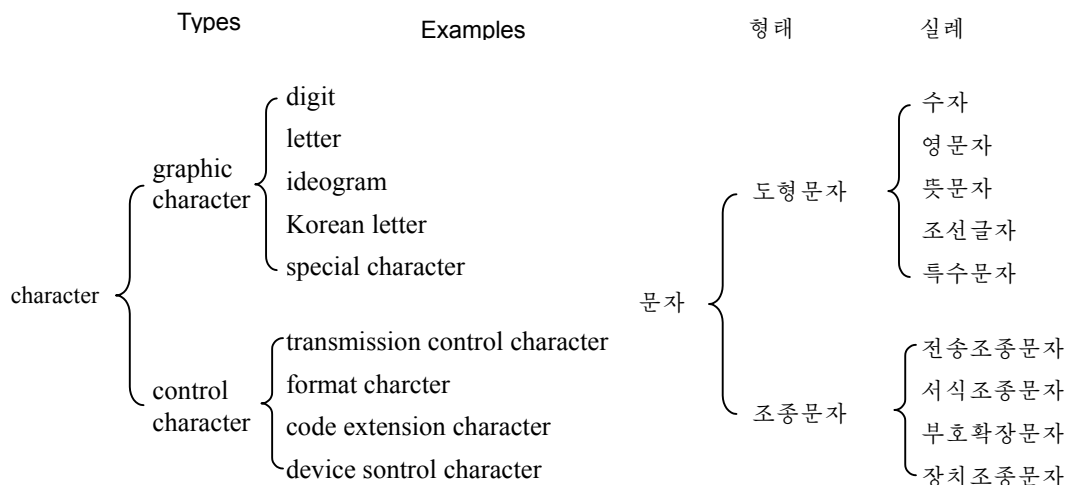 Types Examples 형태 실레
digit
letter
graphic
character
ideogram
Korean letter
special character
character
transmission control character
format charcter
control
character
code extension character
device sontrol character
수자
영문자
도형문자
뜻문자
조선글자
특수문자
문자
전송조종문자
서식조종문자
조종문자
부호확장문자
장치조종문자